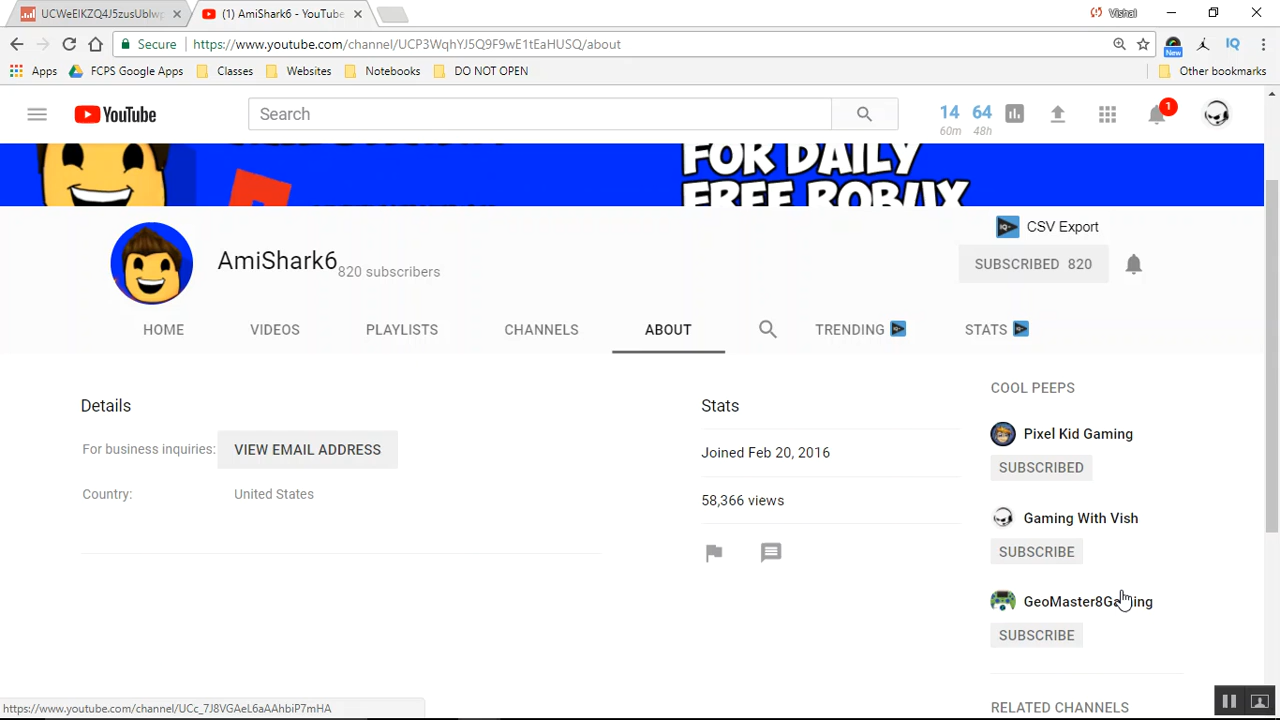 UCWeEIKZQ4J5zusUblwp
(1) AmiShark6 - YouTube
Vishal
Secure
https://www.youtube.com/channel/UCP3WqhYJGQ9F9wE1tEaHUSQ/about
New
Apps
FCPS Google Apps
Classes
Websites
Notebooks
DO NOT OPEN
Other bookmarks
YouTube
Search
14 64
60m 48h
1
FOR DAILY
FREE ROBUX
CSV Export
AmiShark6
820 subscribers
SUBSCRIBED 820
HOME
VIDEOS
PLAYLISTS
CHANNELS
ABOUT
TRENDING
STATS
Details
For business inquiries:
VIEW EMAIL ADDRESS
Country:
United States
Stats
Joined Feb 20, 2016
58,366 views
COOL PEEPS
Pixel Kid Gaming
SUBSCRIBED
Gaming With Vish
SUBSCRIBE
GeoMaster8Gaming
SUBSCRIBE
RELATED CHANNELS
https://www.youtube.com/channel/UCc_7J8VGAeL6aAAhbiP7mHA